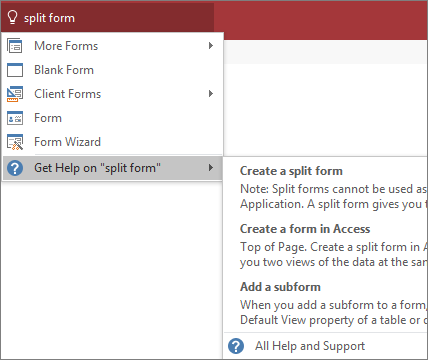 split form
More Forms
Blank Form
Client Forms
Form
Form Wizard
Get Help on "split form"
Create a split form
Note: Split forms cannot be used as
Application. A split form gives you t
Create a form in Access
Top of Page. Create a split form in A
you two views of the data at the sam
Add a subform
When you add a subform to a form,
Default View property of a table or
All Help and Support